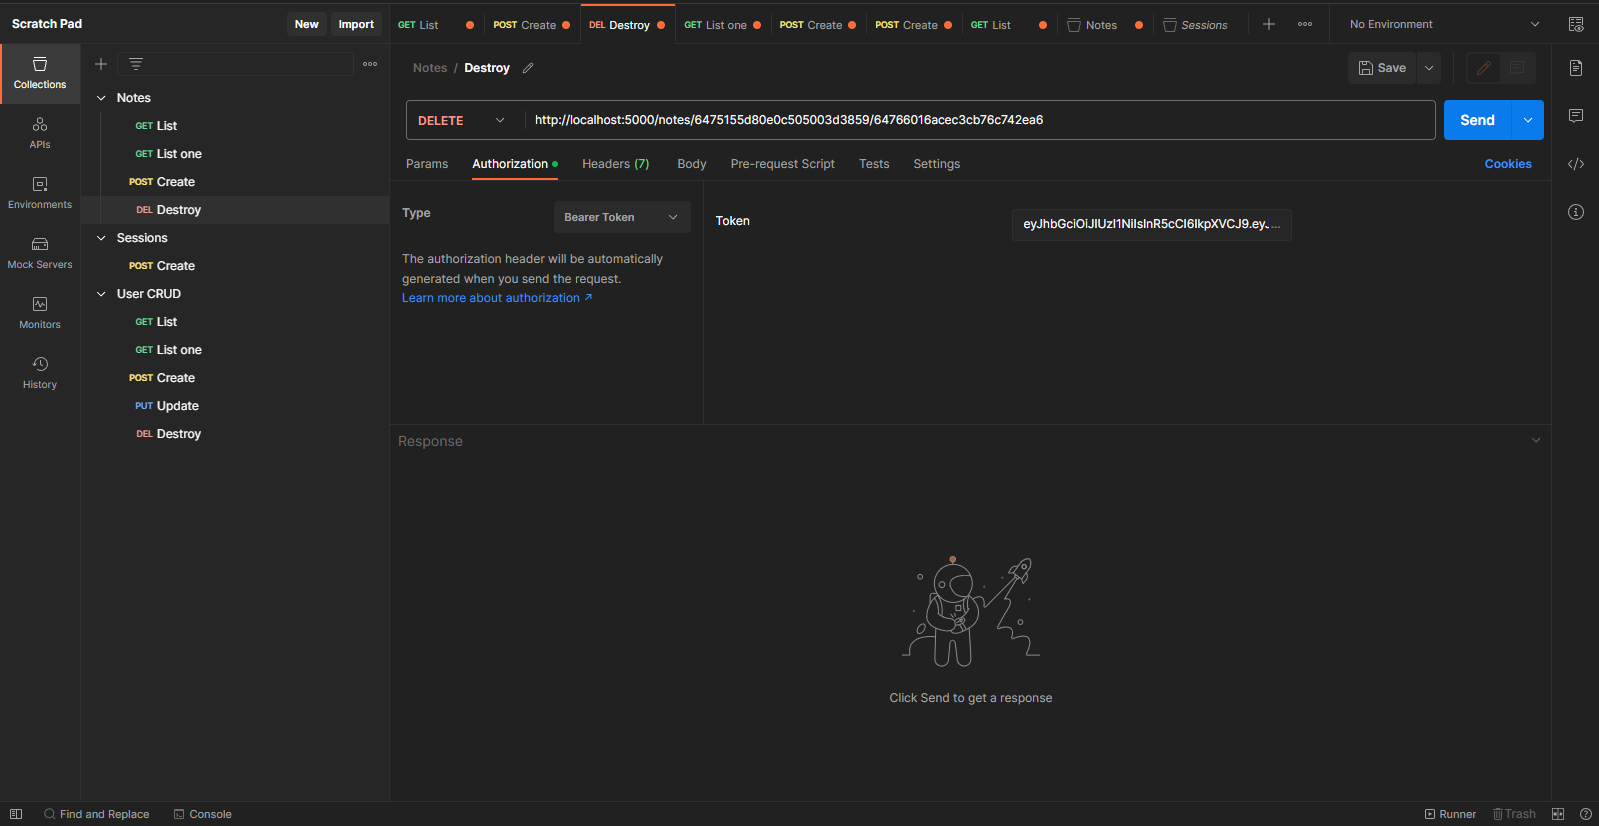 Scratch Pad
New
Import
GET List
POST Create
DEL Destroy
GET List one
POST Create
POST Create
GET List
Notes
Sessions
No Environment
Collections
APIs
Environments
Mock Servers
Monitors
History
Notes
GET List
GET List one
POST Create
DEL Destroy
Sessions
POST Create
User CRUD
GET List
GET List one
POST Create
PUT Update
DEL Destroy
Notes / Destroy
Save
DELETE
http://localhost:5000/notes/6475155d80e0c505003d3859/64766016acec3cb76c742ea6
Send
Params
Authorization
Headers (7)
Body
Pre-request Script
Tests
Settings
Cookies
Type
Bearer Token
The authorization header will be automatically
generated when you send the request.
Learn more about authorization ↗
Token
eyJhbGciOiJIUzI1NiIsInR5cCI6IkpXVCJ9.eyJ...
Response
Click Send to get a response
Find and Replace
Console
Runner
Trash